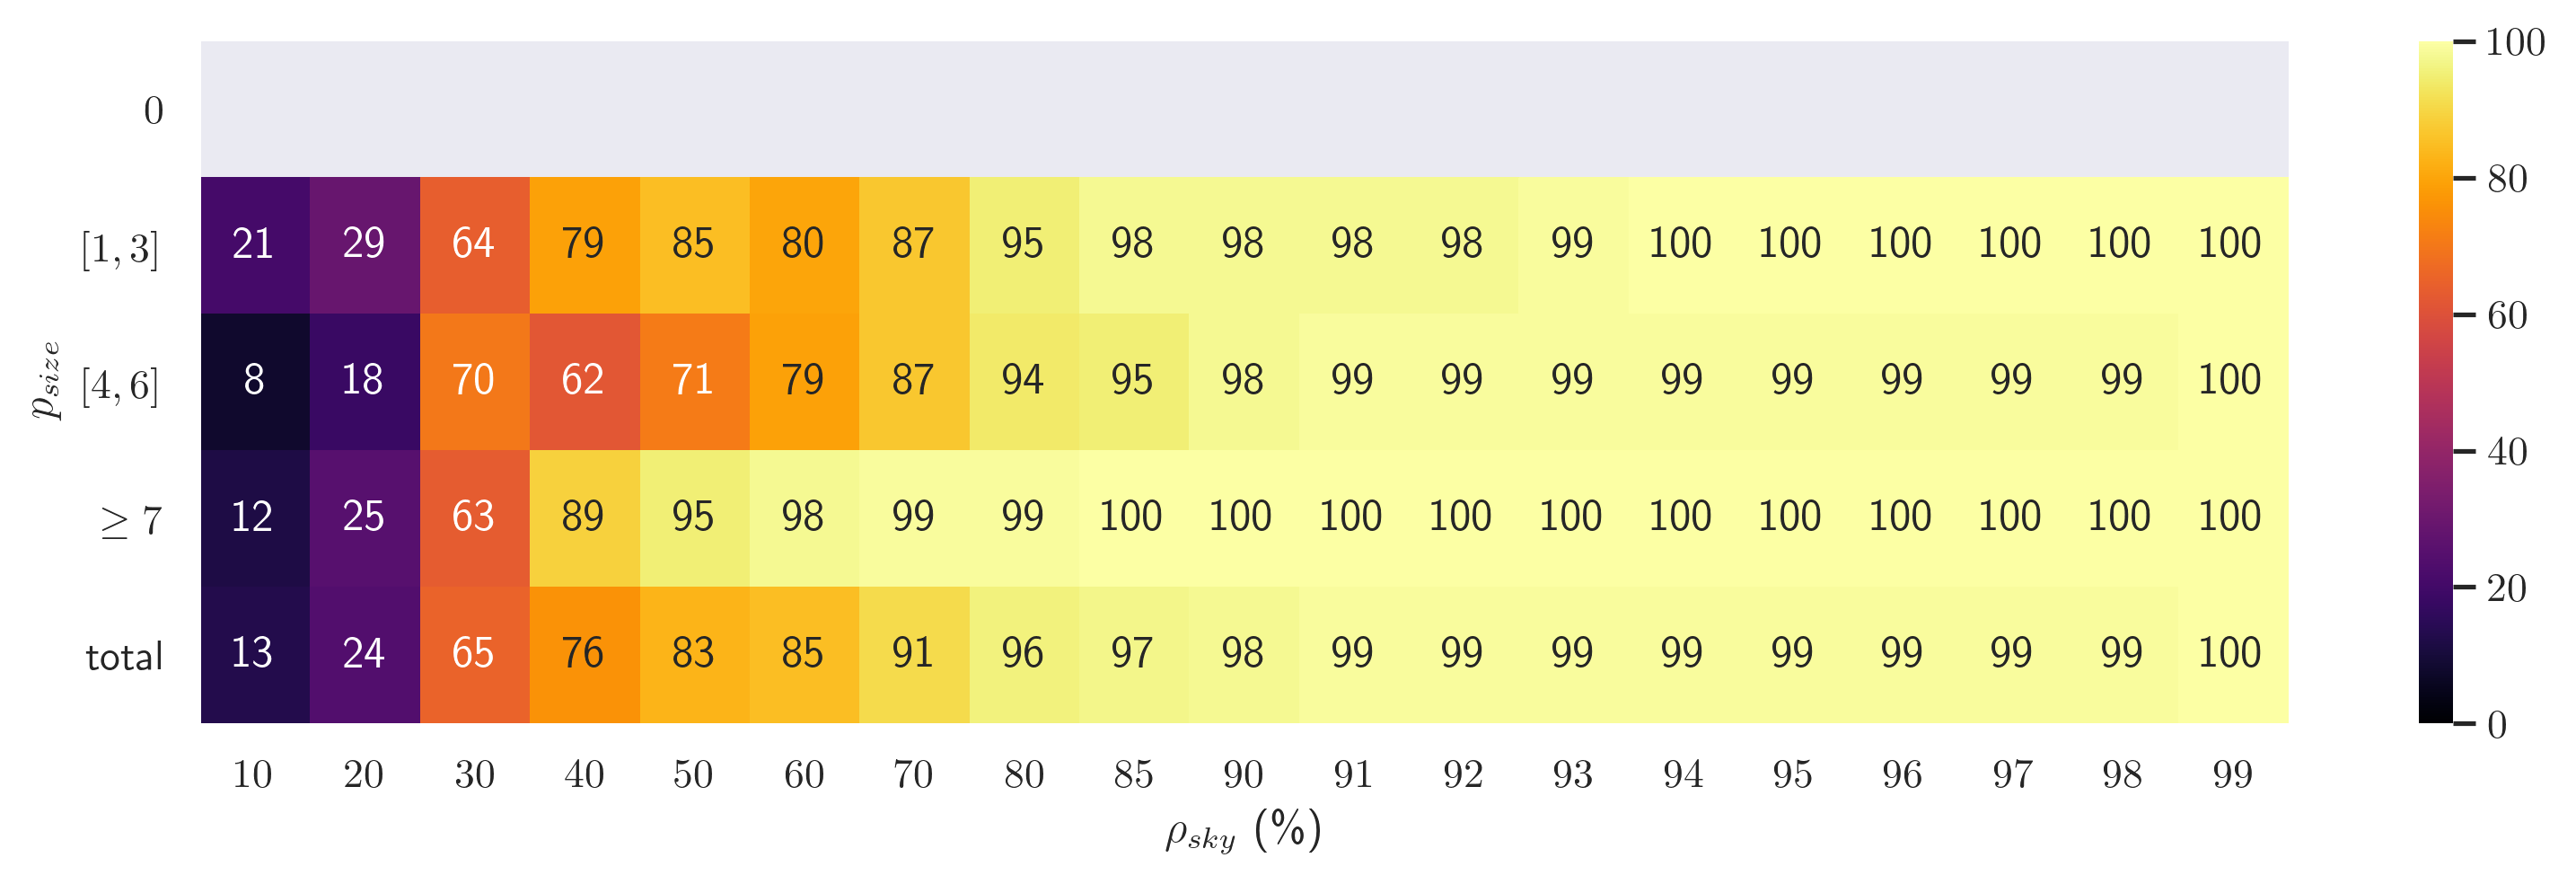 0
[1, 3] 21 29 64 79 85 80 87 95 98 98 98 98 99 100 100 100 100 100 100
[4, 6] 8 18 70 62 71 79 87 94 95 98 99 99 99 99 99 99 99 99 100
≥ 7 12 25 63 89 95 98 99 99 100 100 100 100 100 100 100 100 100 100 100
total 13 24 65 76 83 85 91 96 97 98 99 99 99 99 99 99 99 99 100
10 20 30 40 50 60 70 80 85 90 91 92 93 94 95 96 97 98 99
ρsky (%)
psize
100
80
60
40
20
0